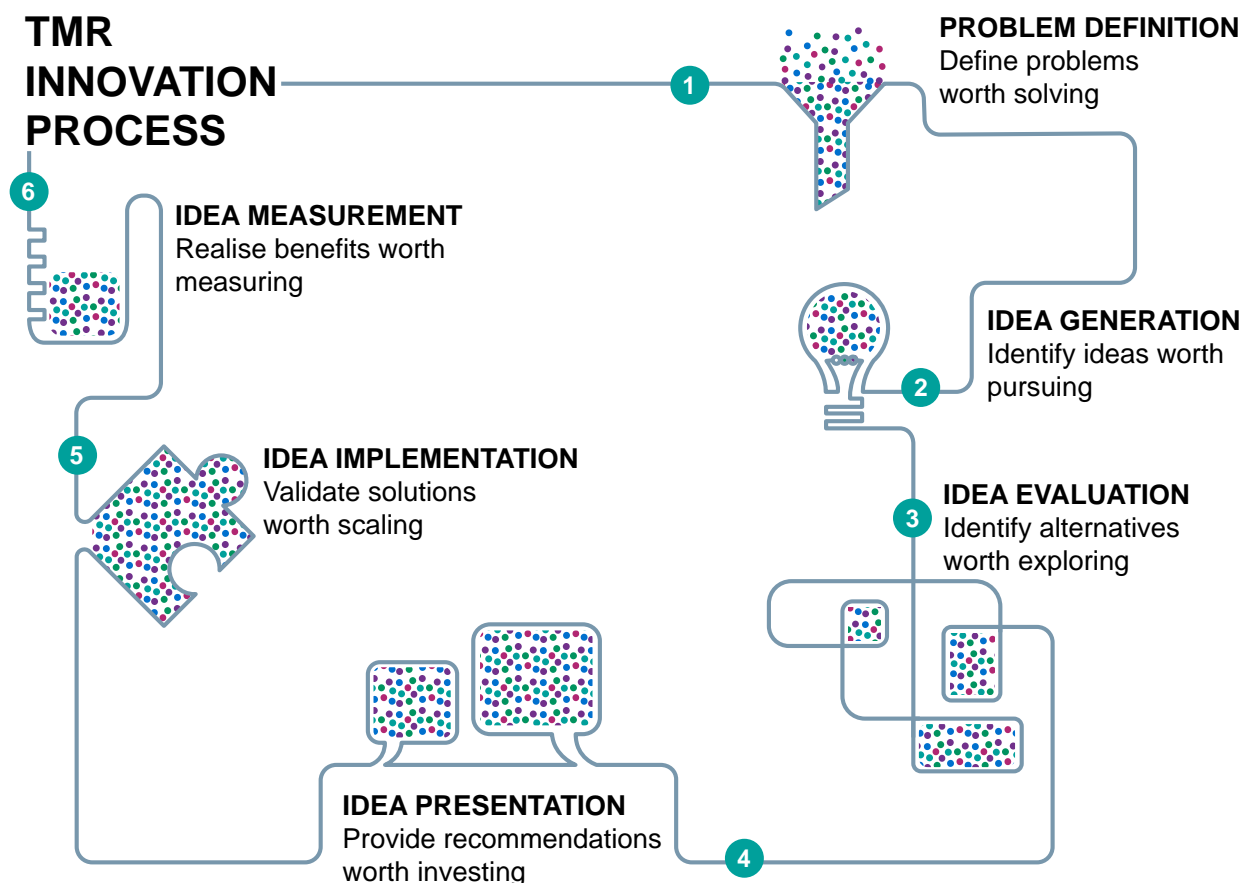 TMR
INNOVATION
PROCESS
1
PROBLEM DEFINITION
Define problems
worth solving
2
IDEA GENERATION
Identify ideas worth
pursuing
3
IDEA EVALUATION
Identify alternatives
worth exploring
4
IDEA PRESENTATION
Provide recommendations
worth investing
5
IDEA IMPLEMENTATION
Validate solutions
worth scaling
6
IDEA MEASUREMENT
Realise benefits worth
measuring